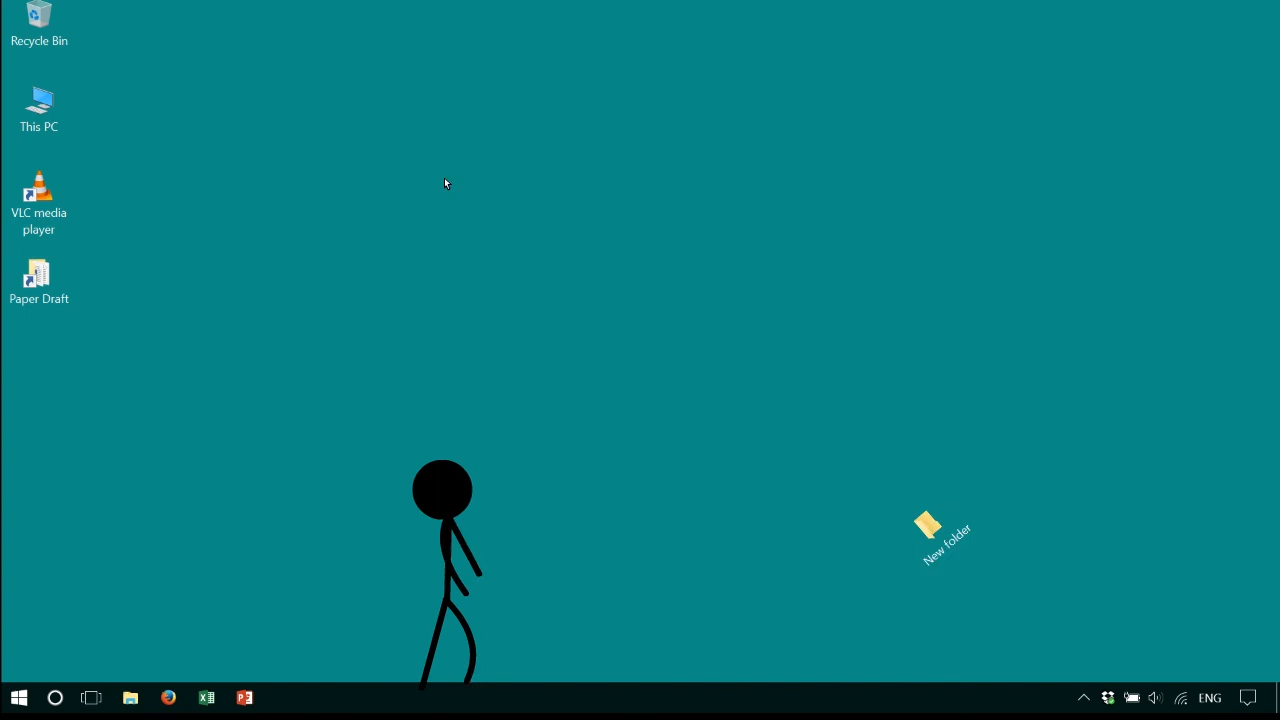 Recycle Bin
This PC
VLC media
player
Paper Draft
New folder
ENG